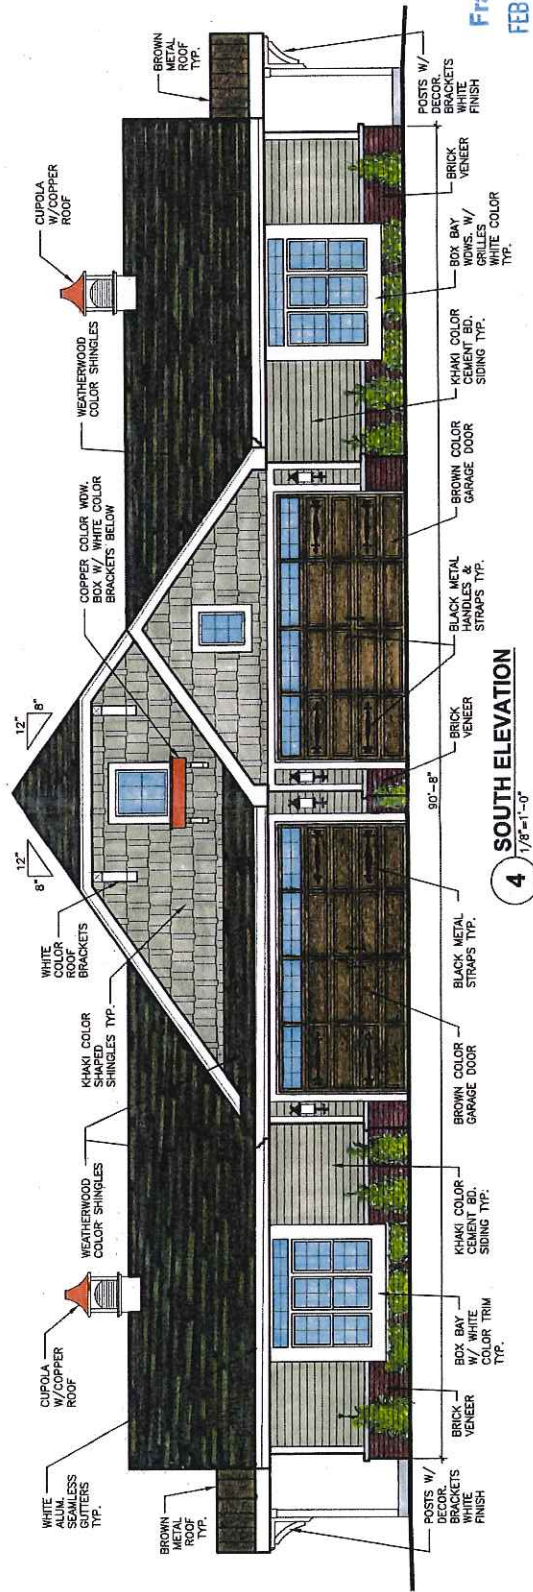 WHITE
ALUM.
SEAMLESS
GUTTERS
TYP.
CUPOLA
W/COPPER
ROOF
WEATHERWOOD
COLOR SHINGLES
KHAKI COLOR
SHAPED
SHINGLES TYP.
WHITE
COLOR
ROOF
BRACKETS
12"
8"
12"
8"
COPPER COLOR WDW.
BOX W/ WHITE COLOR
BRACKETS BELOW
WEATHERWOOD
COLOR SHINGLES
CUPOLA
W/COPPER
ROOF
BROWN
METAL
ROOF
TYP.
BROWN
METAL
ROOF
TYP.
POSTS W/
DECOR.
BRACKETS
WHITE
FINISH
BRICK
VENEER
BOX BAY
W/ WHITE
COLOR TRIM
TYP.
KHAKI COLOR
CEMENT BD.
SIDING TYP.
BROWN COLOR
GARAGE DOOR
BLACK METAL
STRAPS TYP.
BRICK
VENEER
BLACK METAL
HANDLES &
STRAPS TYP.
BROWN COLOR
GARAGE DOOR
KHAKI COLOR
CEMENT BD.
SIDING TYP.
BOX BAY
WDWS. W/
GRILLES
WHITE COLOR
TYP.
BRICK
VENEER
POSTS W/
DECOR.
BRACKETS
WHITE
FINISH
90'-8"
4
SOUTH ELEVATION
1/8"=1'-0"
FEB